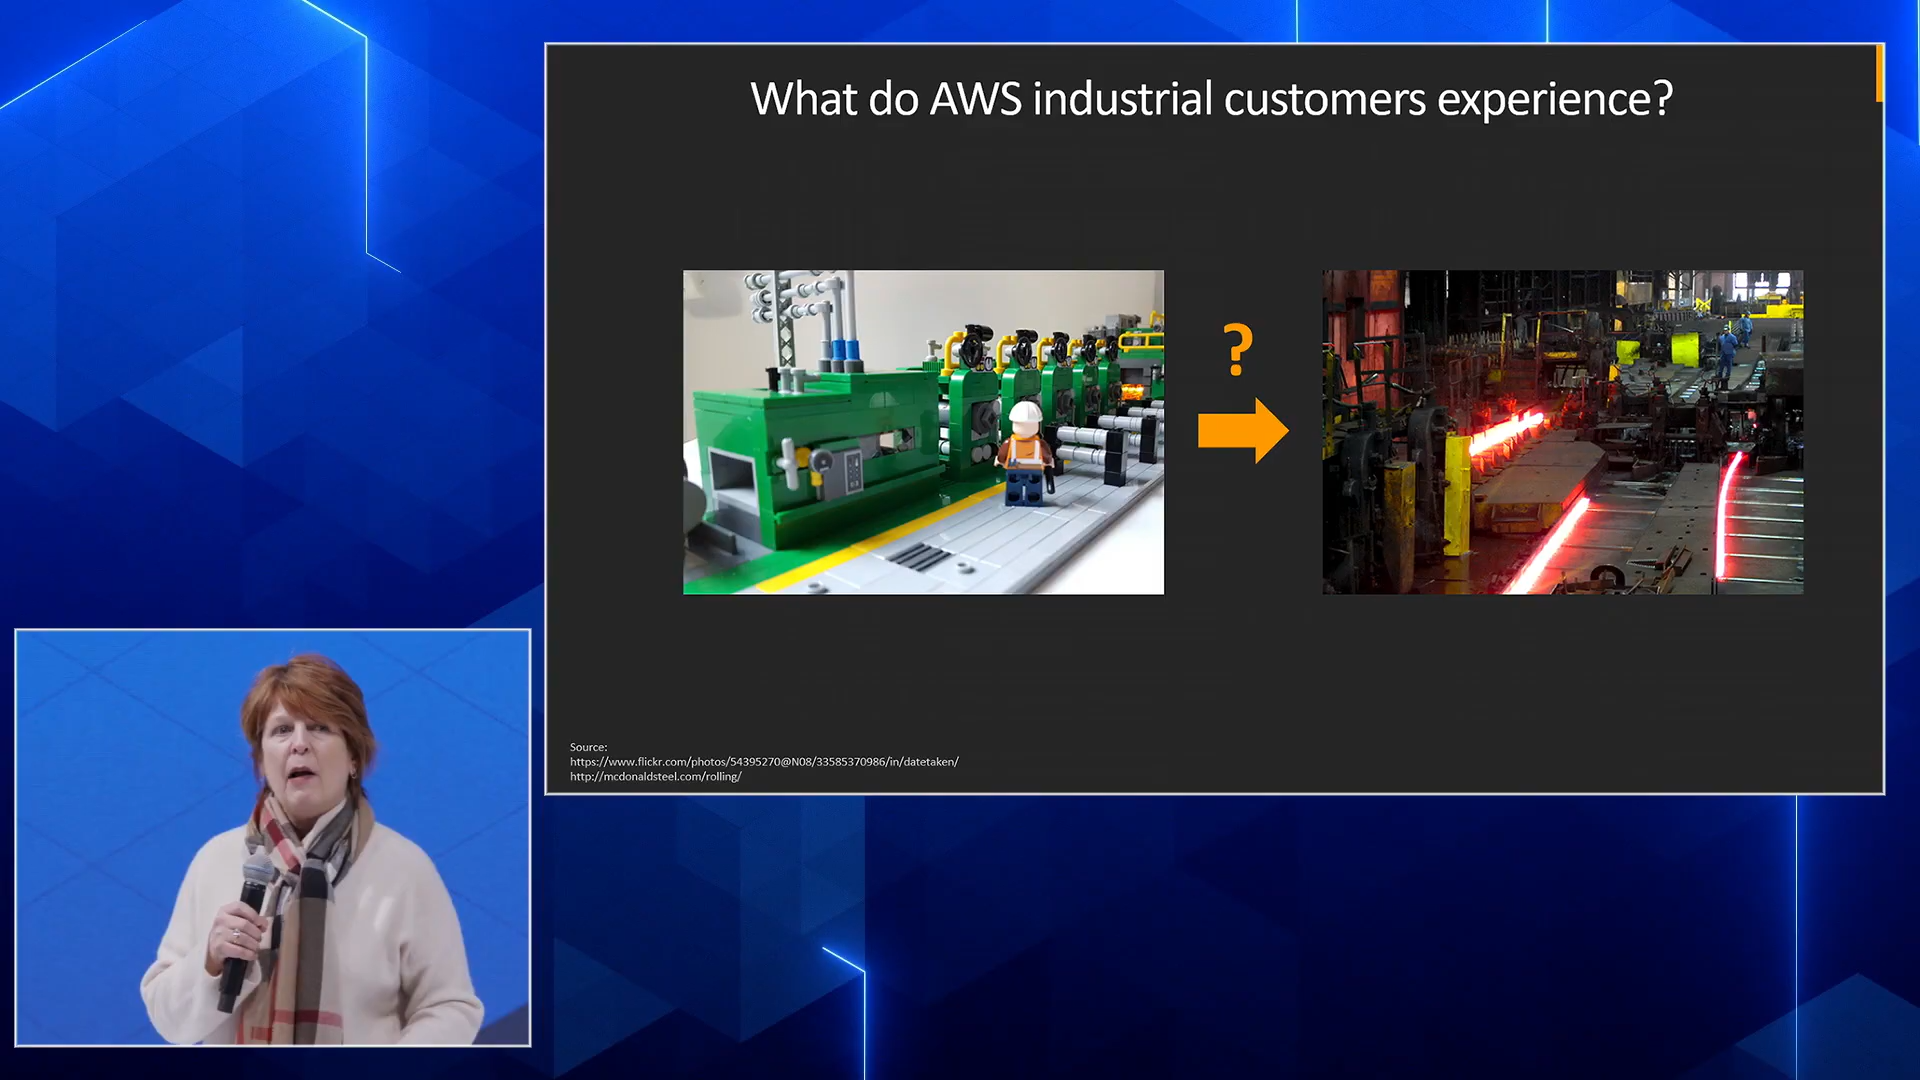 What do AWS industrial customers experience?
?
Source:
https://www.flickr.com/photos/54395270@N08/33585370986/in/datetaken/
http://mcdonaldsteel.com/rolling/